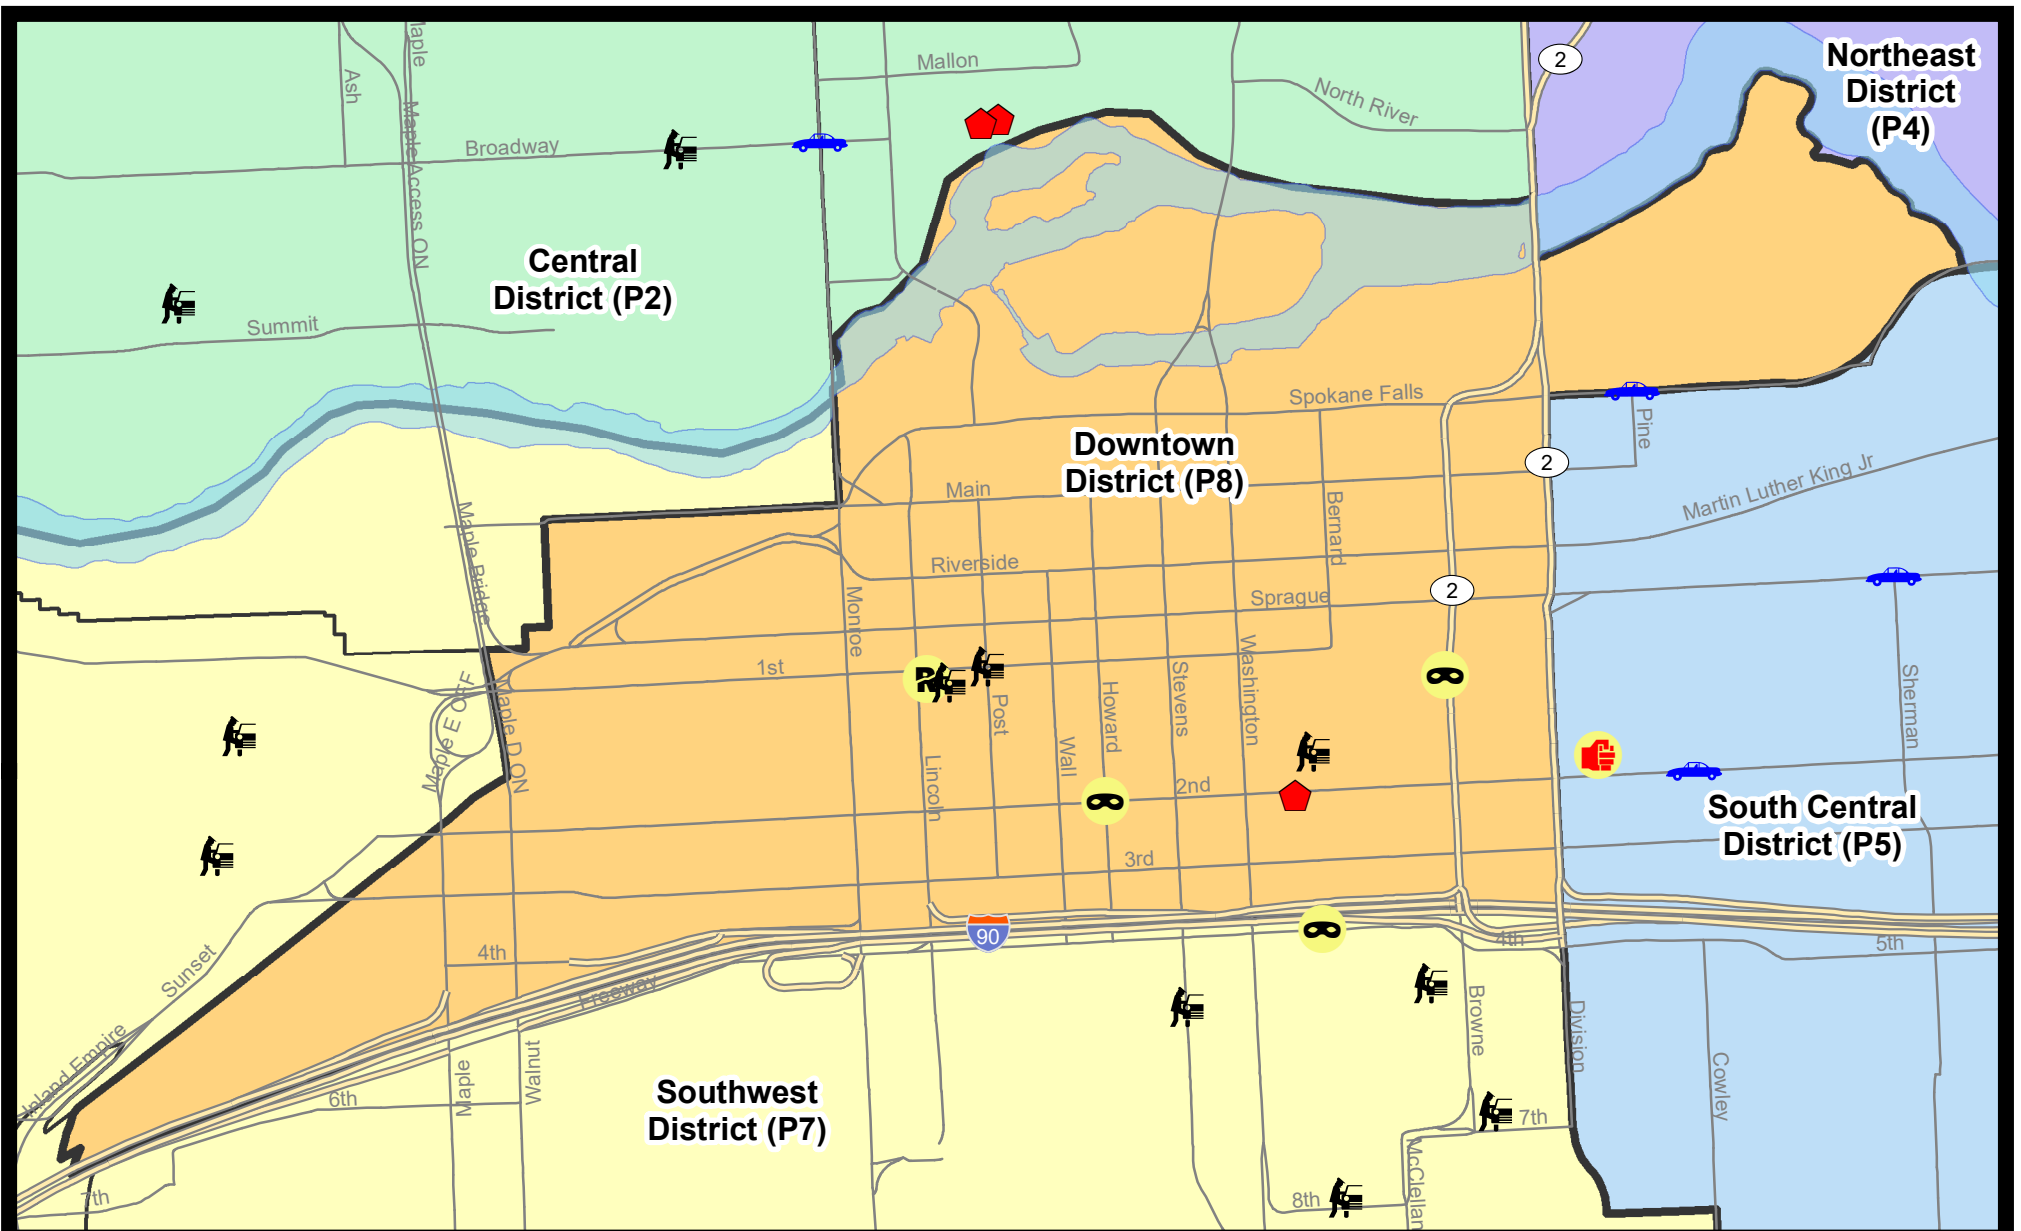 Maple
2
Northeast
District
(P4)
Mallon
Ash
North River
Maple Access ON
Broadway
Central
District (P2)
Summit
Spokane Falls
Pine
Downtown
District (P8)
2
Martin Luther King Jr
Main
Bernard
Maple Bridge
Riverside
Sprague
2
Monroe
1st
R
Washington
Stevens
Sherman
Maple E OFF
Maple D ON
Post
Howard
Wall
Lincoln
2nd
South Central
District (P5)
3rd
90
4th
4th
5th
Sunset
Freeway
Browne
Division
Inland Empire
Maple
Walnut
Cowley
6th
Southwest
District (P7)
7th
McClellan
7th
8th